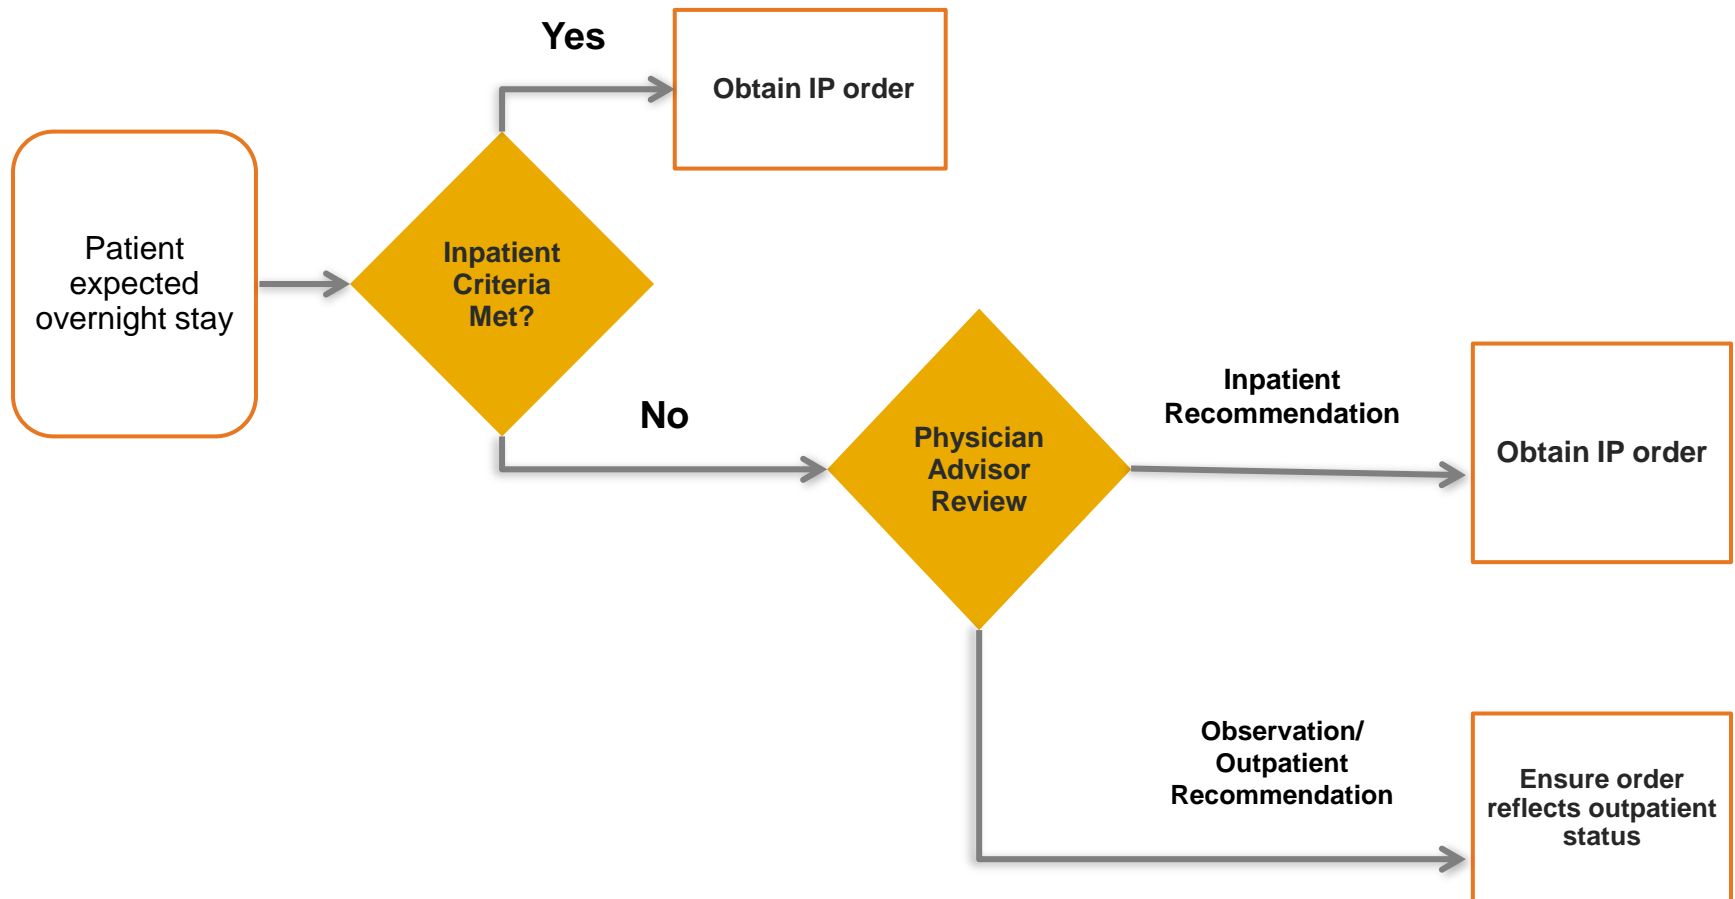 Yes
Obtain IP order
Patient
expected
overnight stay
Inpatient
Criteria
Met?
No
Physician
Advisor
Review
Inpatient
Recommendation
Obtain IP order
Observation/
Outpatient
Recommendation
Ensure order
reflects outpatient
status